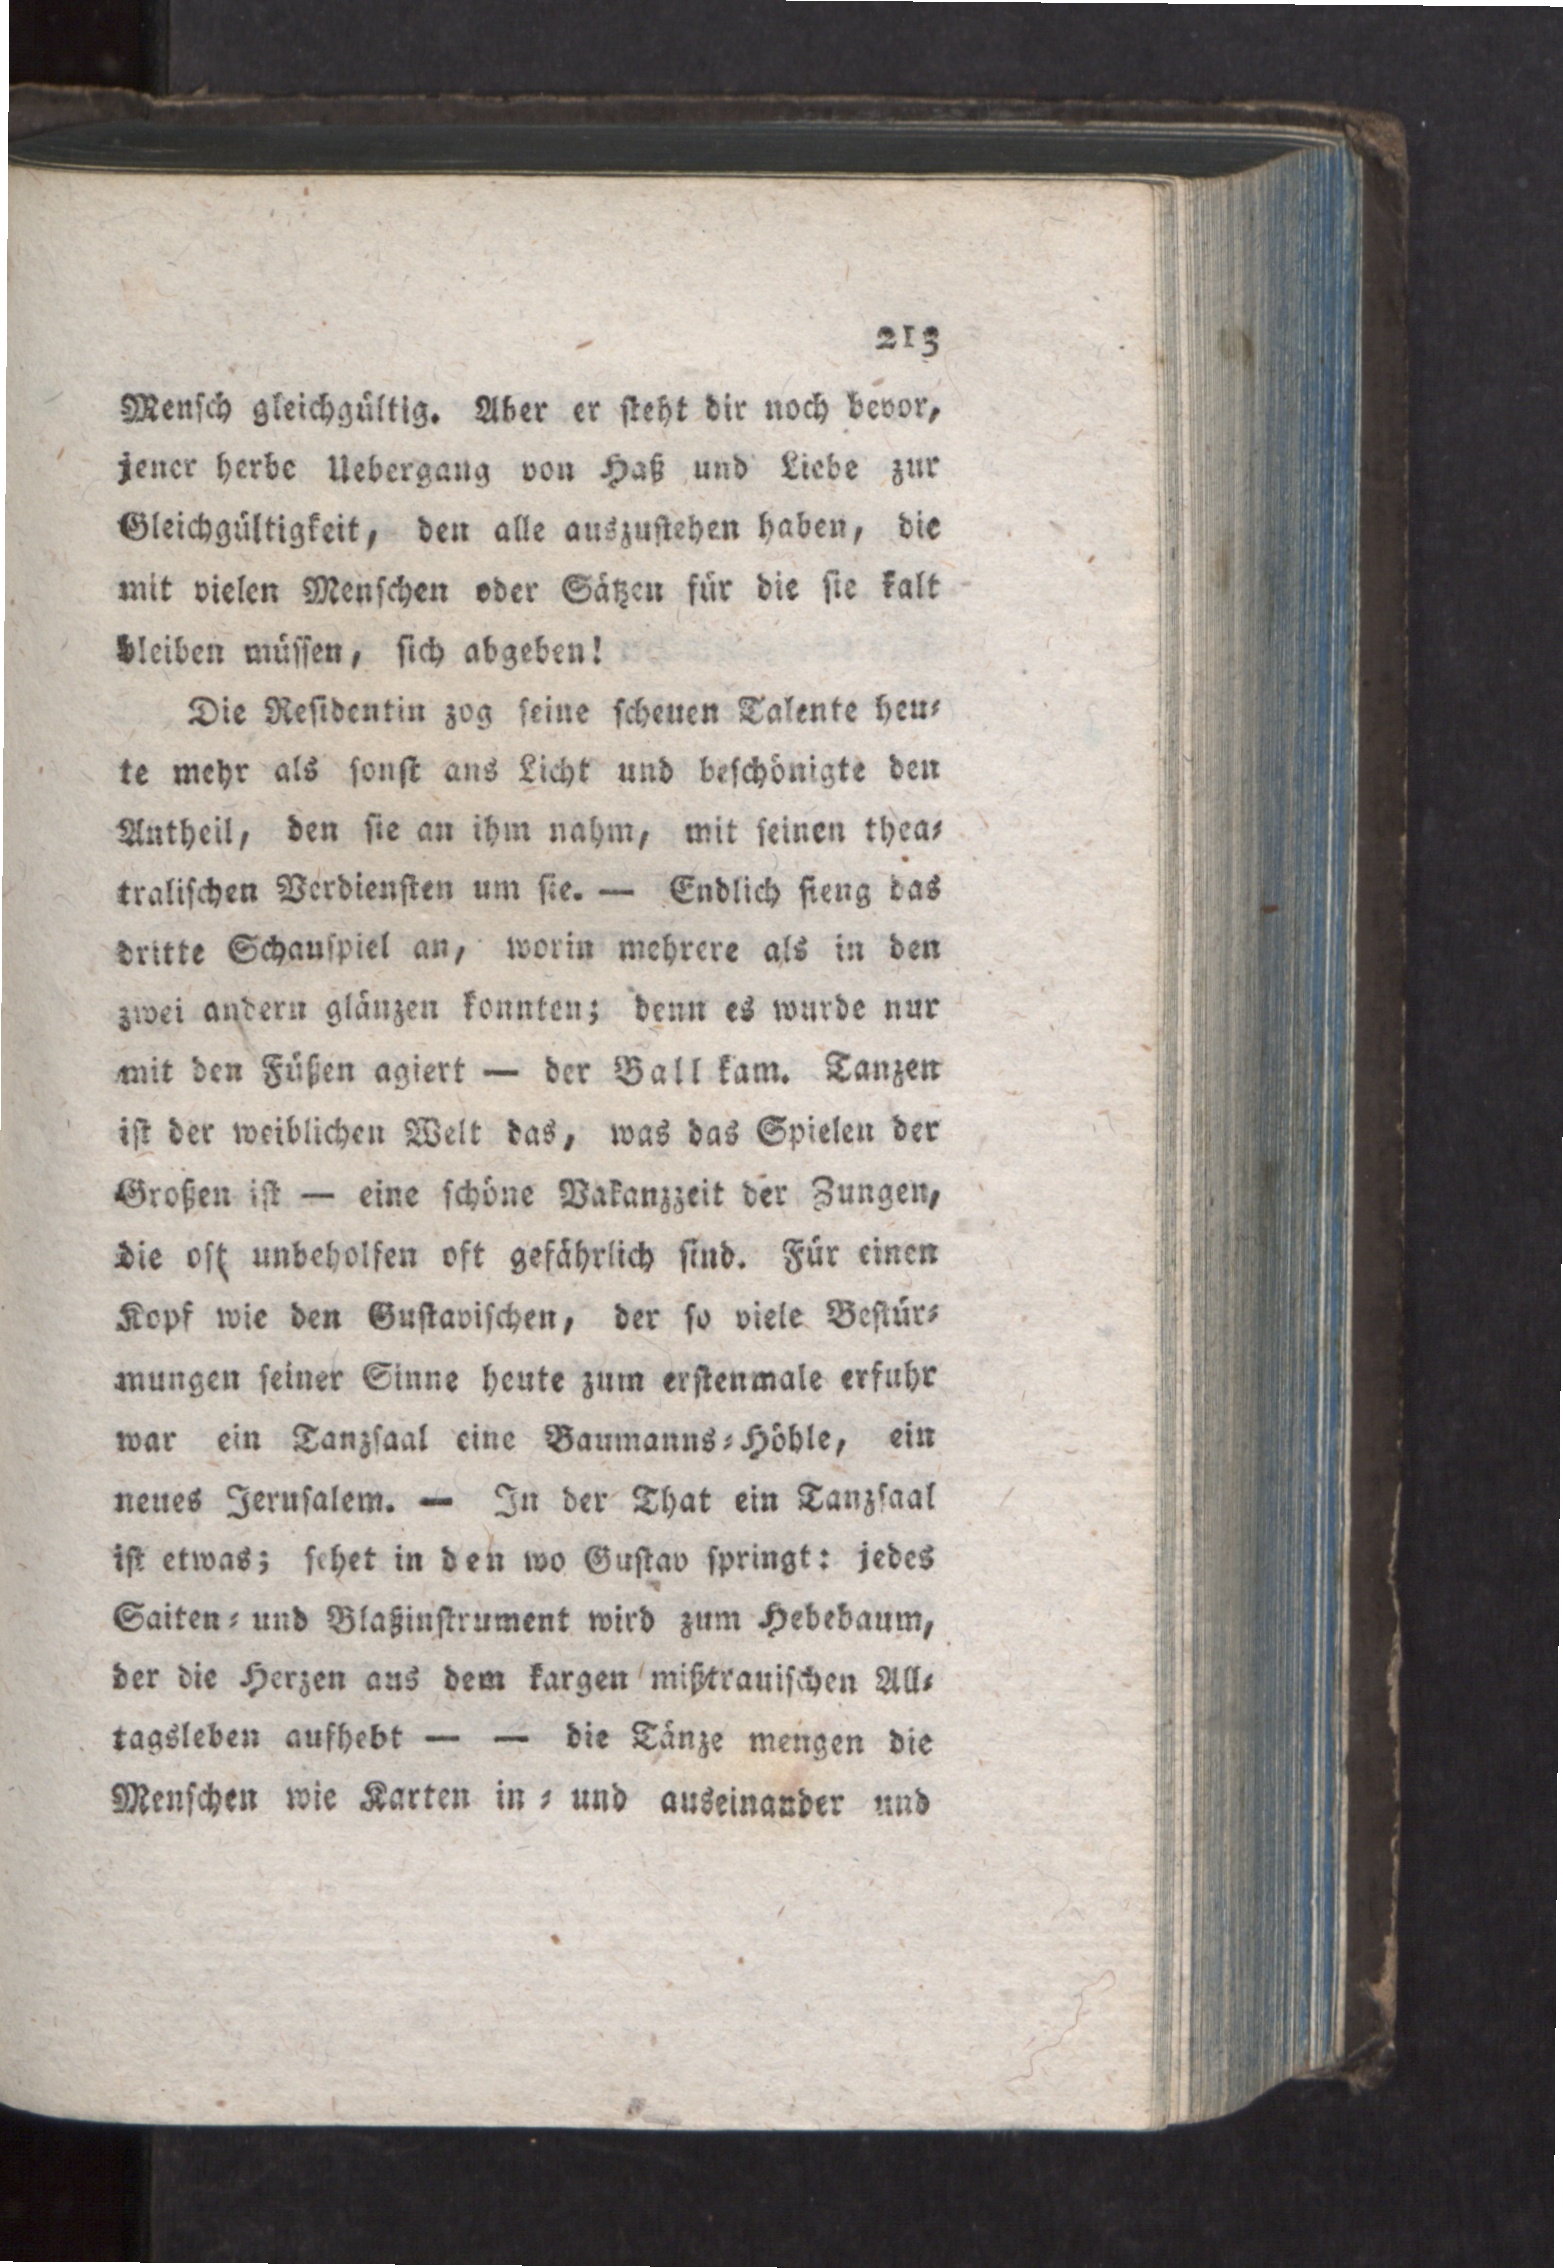 213
Menſch gleichgültig. Aber er ſteht dir noch bevor,
jener herbe Uebergang von Haß und Liebe zur
Gleichgültigkeit, den alle auszuſtehen haben, die
mit vielen Menſchen oder Sätzen für die ſie kalt
bleiben müſſen, ſich abgeben!
Die Reſidentin zog ſeine ſcheuen Talente heu⸗
te mehr als ſonſt ans Licht und beſchönigte den
Antheil, den ſie an ihm nahm, mit ſeinen thea⸗
traliſchen Verdienſten um ſie. — Endlich fieng das
dritte Schauſpiel an, worin mehrere als in den
zwei andern glänzen konnten; denn es wurde nur
mit den Füßen agiert — der Ball kam. Tanzen
iſt der weiblichen Welt das, was das Spielen der
Großen iſt — eine ſchöne Vakanzzeit der Zungen,
die oft unbeholfen oft gefährlich ſind. Für einen
Kopf wie den Guſtaviſchen, der ſo viele Beſtür⸗
mungen ſeiner Sinne heute zum erſtenmale erfuhr
war ein Tanzſaal eine Baumanns⸗Höhle, ein
neues Jeruſalem. — In der That ein Tanzſaal
iſt etwas; ſehet in den wo Guſtav ſpringt: jedes
Saiten⸗ und Blaßinſtrument wird zum Hebebaum,
der die Herzen aus dem kargen mißtrauiſchen All⸗
tagsleben aufhebt — — die Tänze mengen die
Menſchen wie Karten in⸗ und auseinander und